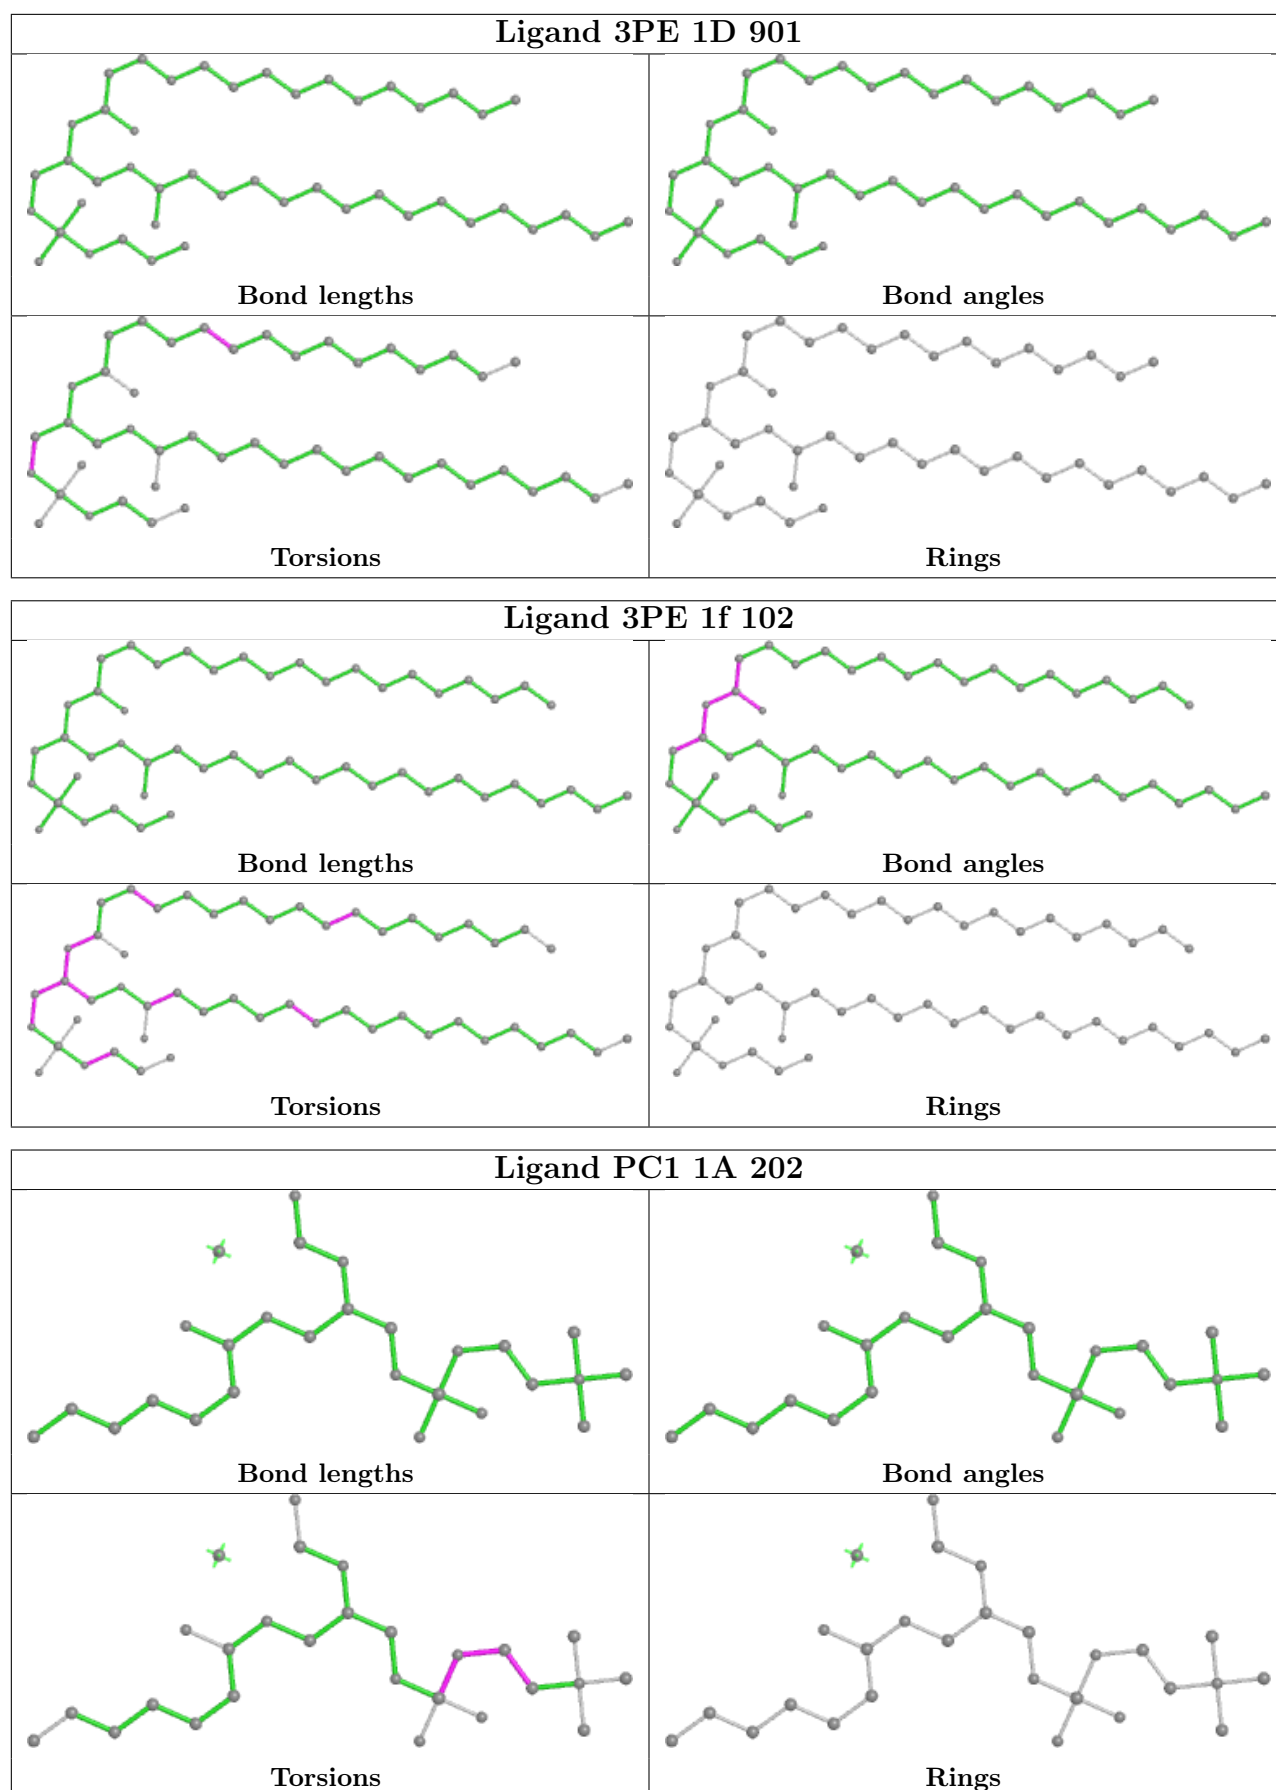 Ligand 3PE 1D 901
Bond lengths
Bond angles
Torsions
Rings
Ligand 3PE 1f 102
Bond lengths
Bond angles
Torsions
Rings
Ligand PC1 1A 202
Bond lengths
Bond angles
Torsions
Rings